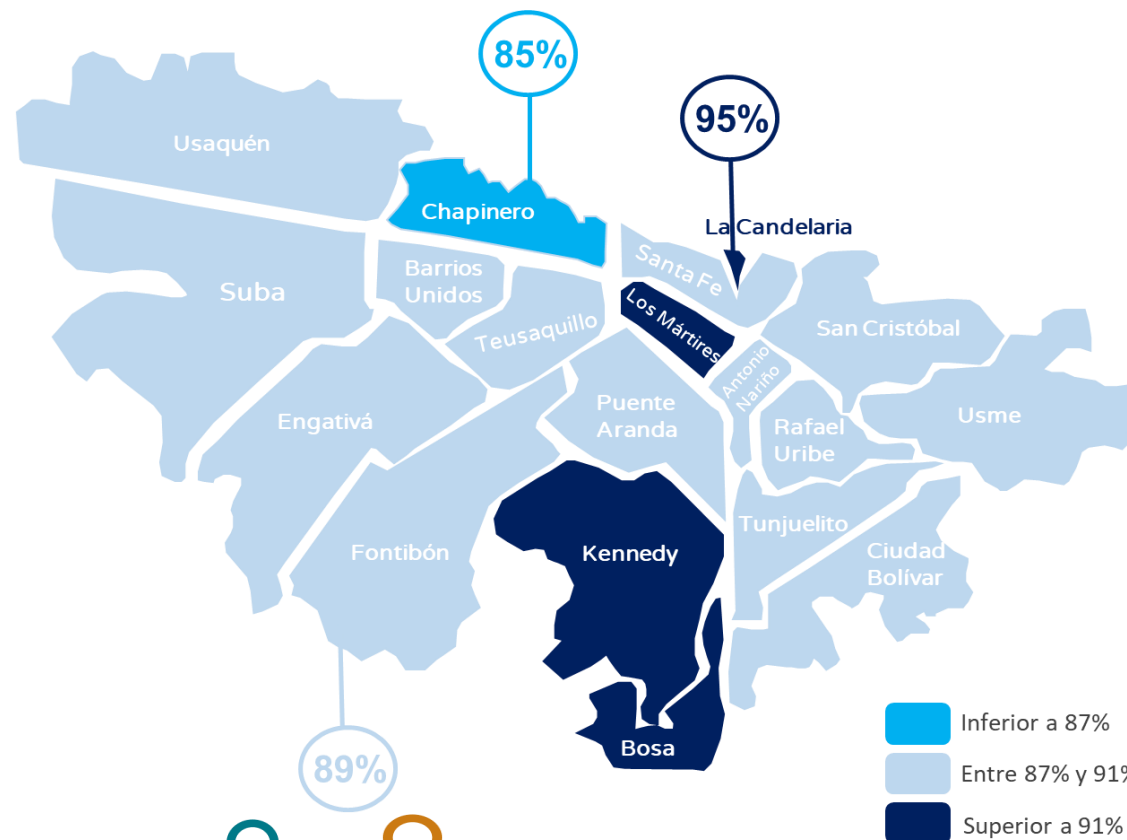 85%
95%
Usaquén
Chapinero
La Candelaria
Santa Fe
Barrios
Unidos
Suba
Los Mártires
Teusaquillo
San Cristóbal
Antonio
Nariño
Puente
Aranda
Engativá
Rafael
Uribe
Usme
Tunjuelito
Fontibón
Kennedy
Ciudad
Bolívar
Bosa
89%
Inferior a 87%
Entre 87% y 91%
Superior a 91%